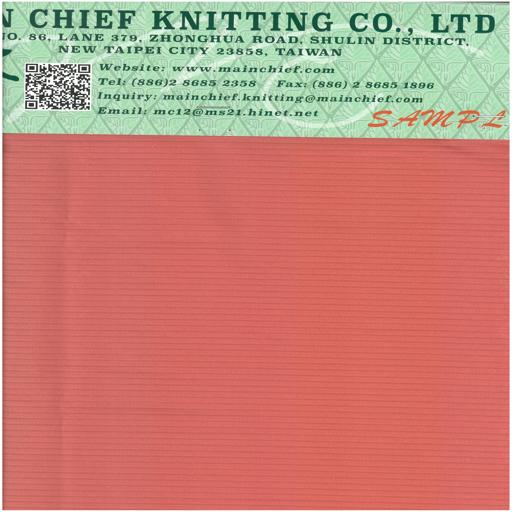 N CHIEF KNITTING CO., LTD
NO. 86, LANE 379, ZHONGHUA ROAD, SHULIN DISTRICT,
NEW TAIPEI CITY 23858, TAIWAN
Website: www.mainchief.com
Tel: (886)2 8685 2358 Fax: (886) 2 8685 1896
Inquiry: mainchief.knitting@mainchief.com
Email: mc12@ms21.hinet.net
SAMPL